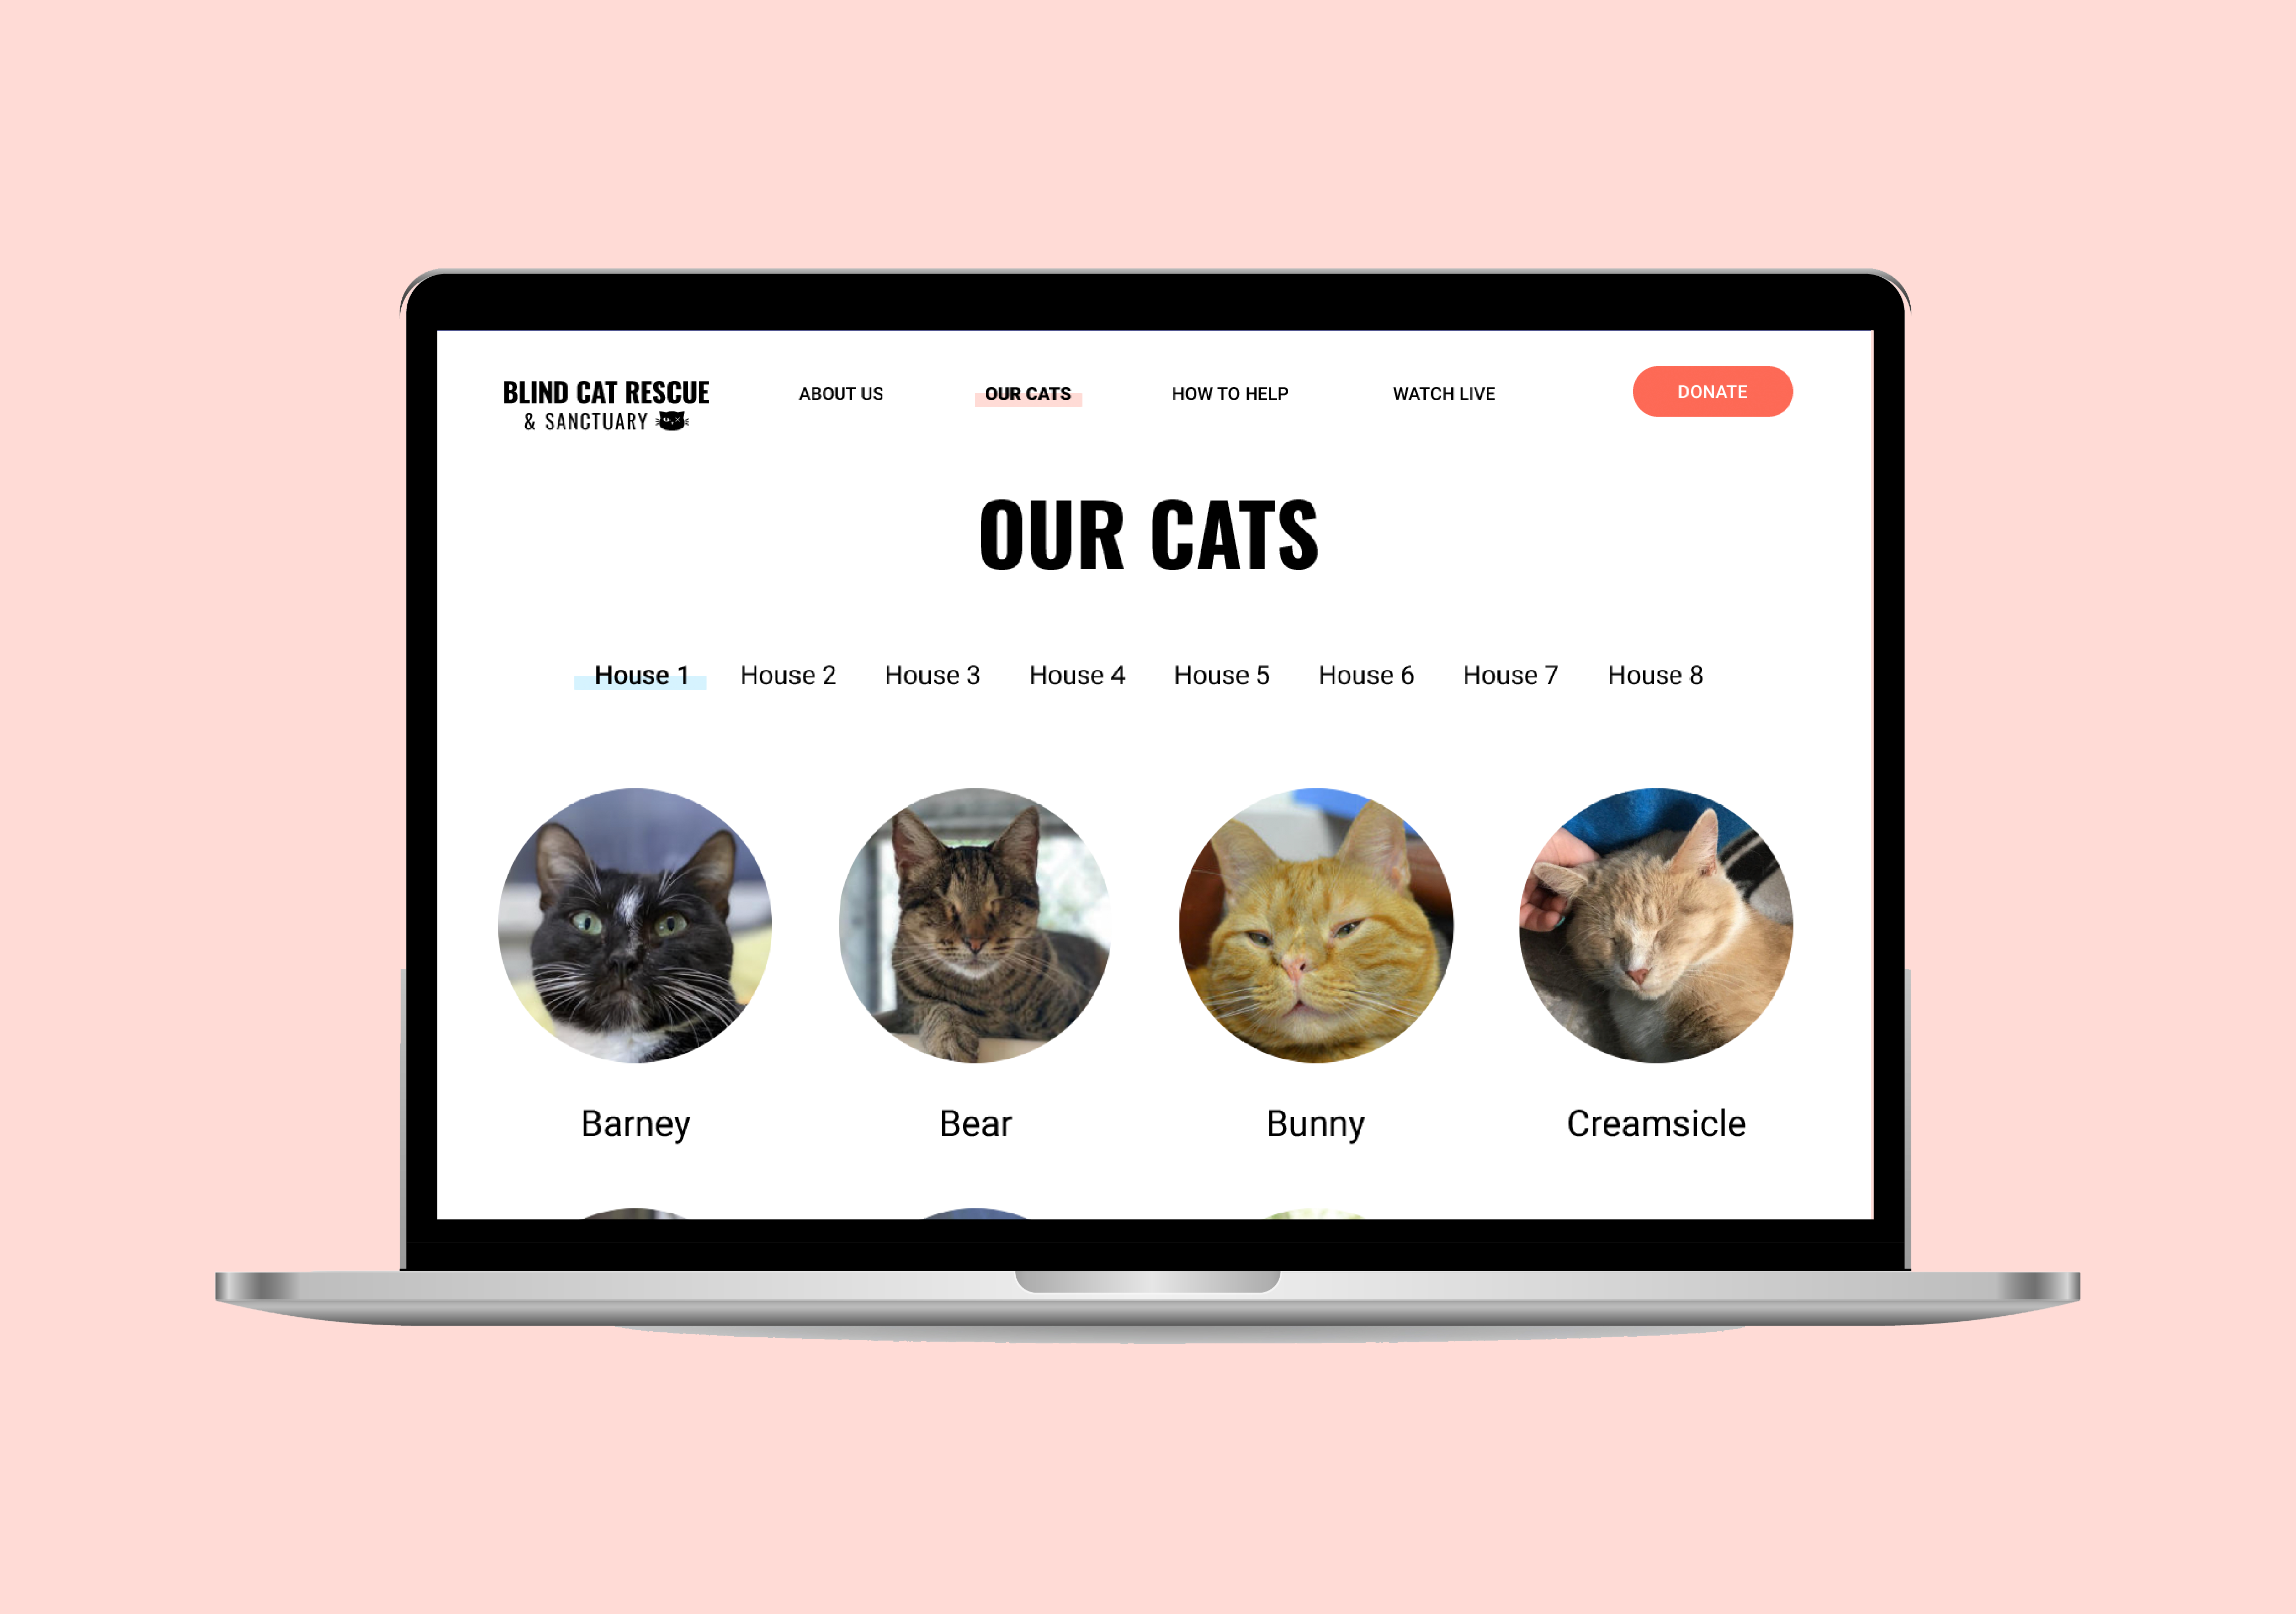 BLIND CAT RESCUE
& SANCTUARY
ABOUT US
OUR CATS
HOW TO HELP
WATCH LIVE
DONATE
OUR CATS
House 1
House 2
House 3
House 4
House 5
House 6
House 7
House 8
Barney
Bear
Bunny
Creamsicle